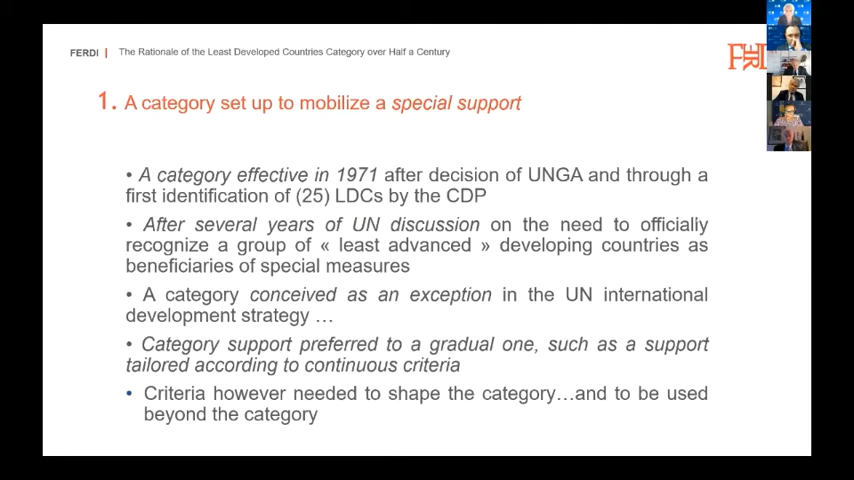 FERDI | The Rationale of the Least Developed Countries Category over Half a Century
1. A category set up to mobilize a special support
• A category effective in 1971 after decision of UNGA and through a
first identification of (25) LDCs by the CDP
• After several years of UN discussion on the need to officially
recognize a group of « least advanced » developing countries as
beneficiaries of special measures
• A category conceived as an exception in the UN international
development strategy …
• Category support preferred to a gradual one, such as a support
tailored according to continuous criteria
• Criteria however needed to shape the category…and to be used
beyond the category